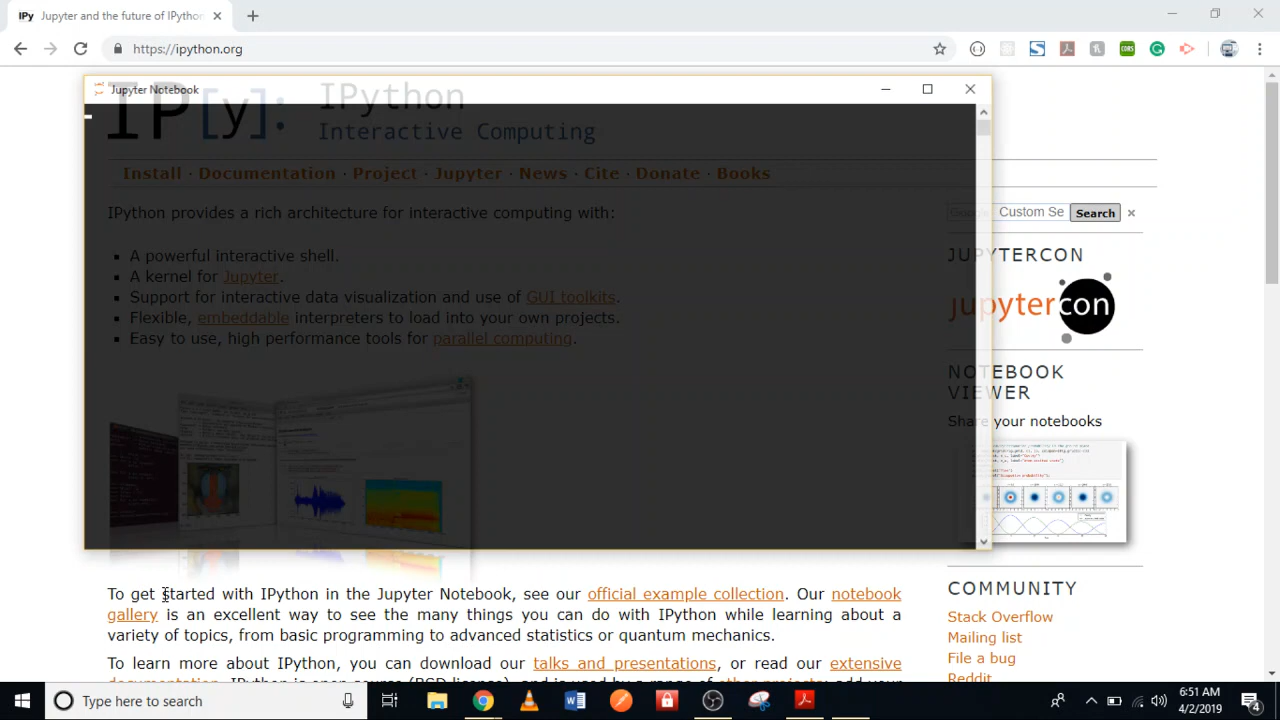 IPy Jupyter and the future of IPython
https://ipython.org
Jupyter Notebook
IP[y]: IPython
Interactive Computing
Install · Documentation · Project · Jupyter · News · Cite · Donate · Books
IPython provides a rich architecture for interactive computing with:
Custom Se Search ×
A powerful interactive shell.
A kernel for Jupyter.
Support for interactive data visualization and use of GUI toolkits.
Flexible, embeddable to load into your own projects.
Easy to use, high performance tools for parallel computing.
JUPYTERCON
jupytercon
NOTEBOOK
VIEWER
Share your notebooks
To get started with IPython in the Jupyter Notebook, see our official example collection. Our notebook
gallery is an excellent way to see the many things you can do with IPython while learning about a
variety of topics, from basic programming to advanced statistics or quantum mechanics.
To learn more about IPython, you can download our talks and presentations, or read our extensive
COMMUNITY
Stack Overflow
Mailing list
File a bug
Reddit
Type here to search
6:51 AM
4/2/2019
4